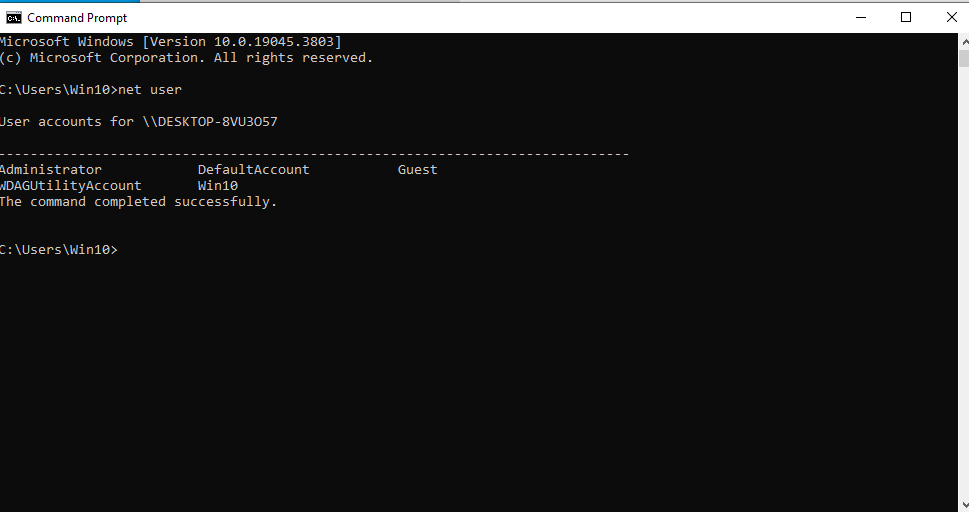 Command Prompt
Microsoft Windows [Version 10.0.19045.3803]
(c) Microsoft Corporation. All rights reserved.
C:\Users\Win10>net user
User accounts for \\DESKTOP-8VU3O57
-------------------------------------------------------------------------------
Administrator            DefaultAccount           Guest
WDAGUtilityAccount       Win10
The command completed successfully.
C:\Users\Win10>